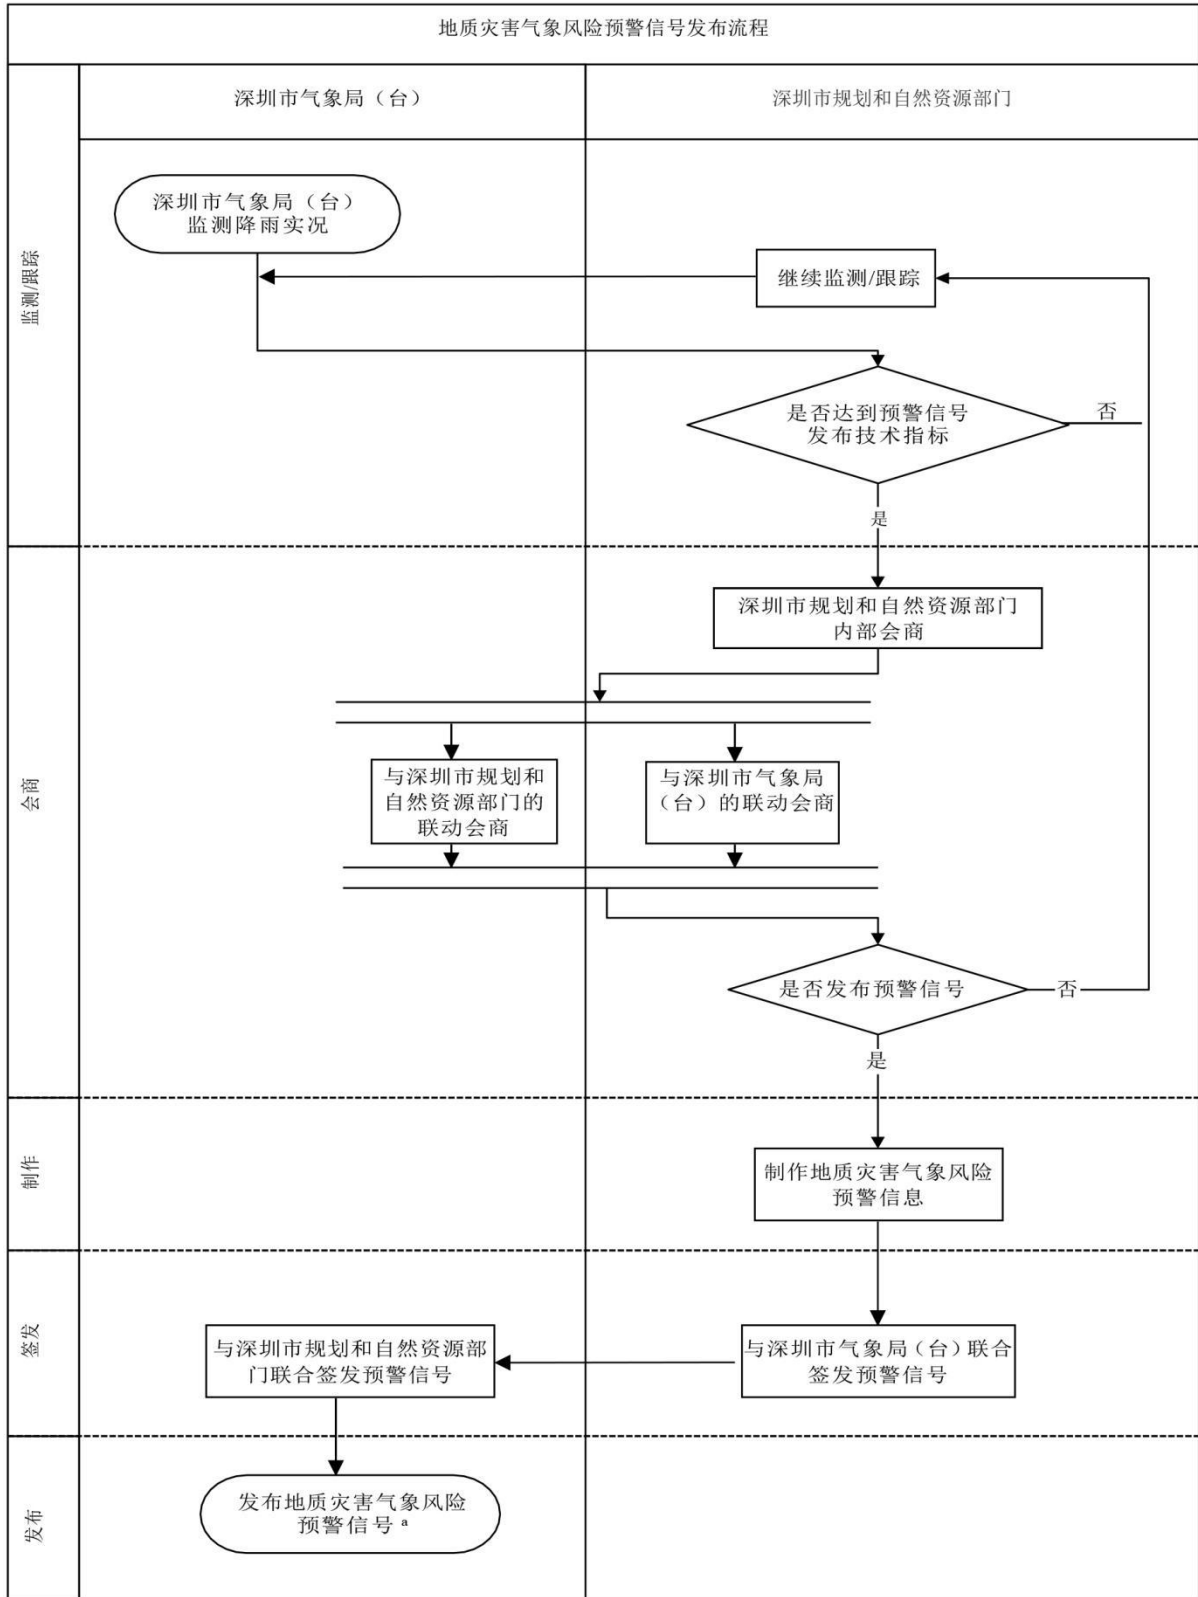 地质灾害气象风险预警信号发布流程
深圳市气象局（台）
深圳市规划和自然资源部门
监测/跟踪
深圳市气象局（台）
监测降雨实况
继续监测/跟踪
是否达到预警信号
发布技术指标
否
是
会商
深圳市规划和自然资源部门
内部会商
与深圳市规划和
自然资源部门的
联动会商
与深圳市气象局
（台）的联动会商
是否发布预警信号
否
是
制作
制作地质灾害气象风险
预警信息
签发
与深圳市规划和自然资源部
门联合签发预警信号
与深圳市气象局（台）联合
签发预警信号
发布
发布地质灾害气象风险
预警信号 a